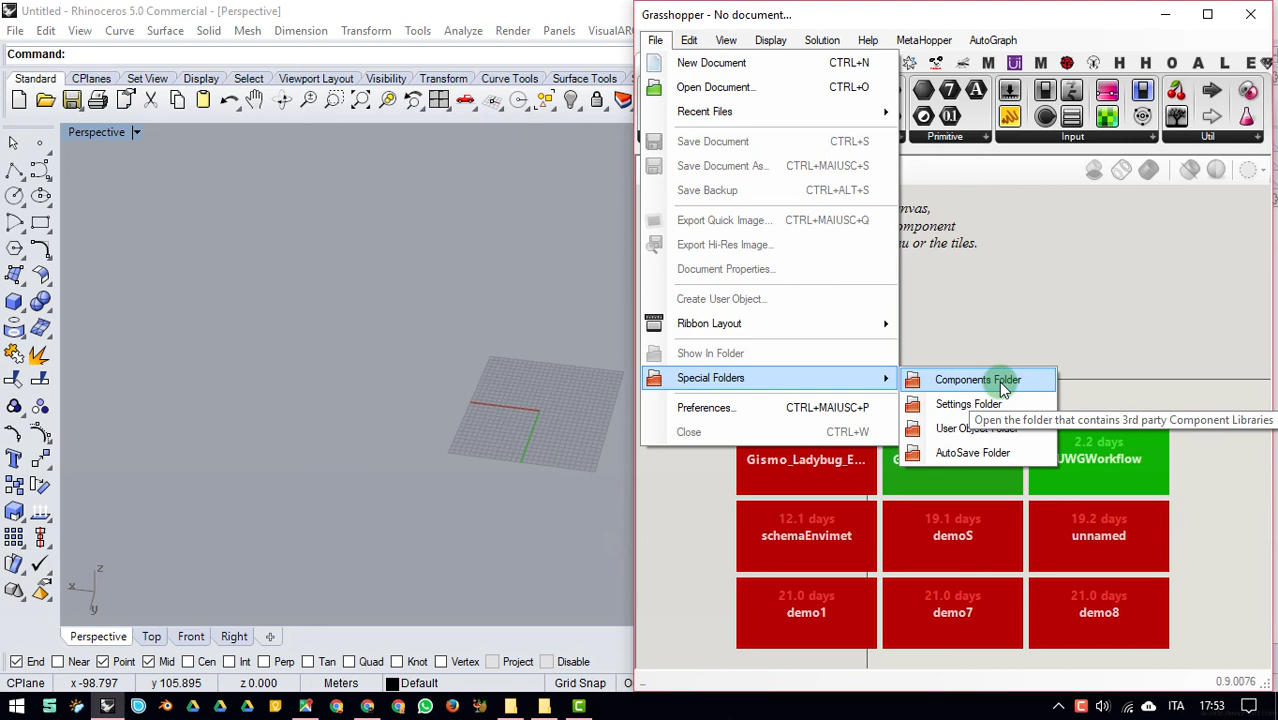 Untitled - Rhinoceros 5.0 Commercial - [Perspective]
File Edit View Curve Surface Solid Mesh Dimension Transform Tools Analyze Render Panels VisualAR
Command:
Standard CPlanes Set View Display Select Viewport Layout Visibility Transform Curve Tools Surface Tools
Perspective
x
z
y
Perspective Top Front Right
End Near Point Mid Cen Int Perp Tan Quad Knot Vertex Project Disable
CPlane x -98.797 y 105.895 z 0.000 Meters Default Grid Snap
Grasshopper - No document...
File Edit View Display Solution Help MetaHopper AutoGraph
M Ui M H H O A L E
7 A
0.1
Primitive Input Util
New Document CTRL+N
Open Document... CTRL+O
Recent Files
Save Document CTRL+S
Save Document As... CTRL+MAIUSC+S
Save Backup CTRL+ALT+S
Export Quick Image... CTRL+MAIUSC+Q
Export Hi-Res Image...
Document Properties...
Create User Object...
Ribbon Layout
Show In Folder
Special Folders
Preferences... CTRL+MAIUSC+P
Close CTRL+W
Components Folder
Settings Folder
Open the folder that contains 3rd party Component Libraries
AutoSave Folder
nvas,
omponent
nu or the tiles.
Gismo_Ladybug_E...
2.2 days
UWGWorkflow
12.1 days
schemaEnvimet
19.1 days
demoS
19.2 days
unnamed
21.0 days
demo1
21.0 days
demo7
21.0 days
demo8
0.9.0076
ITA 17:53